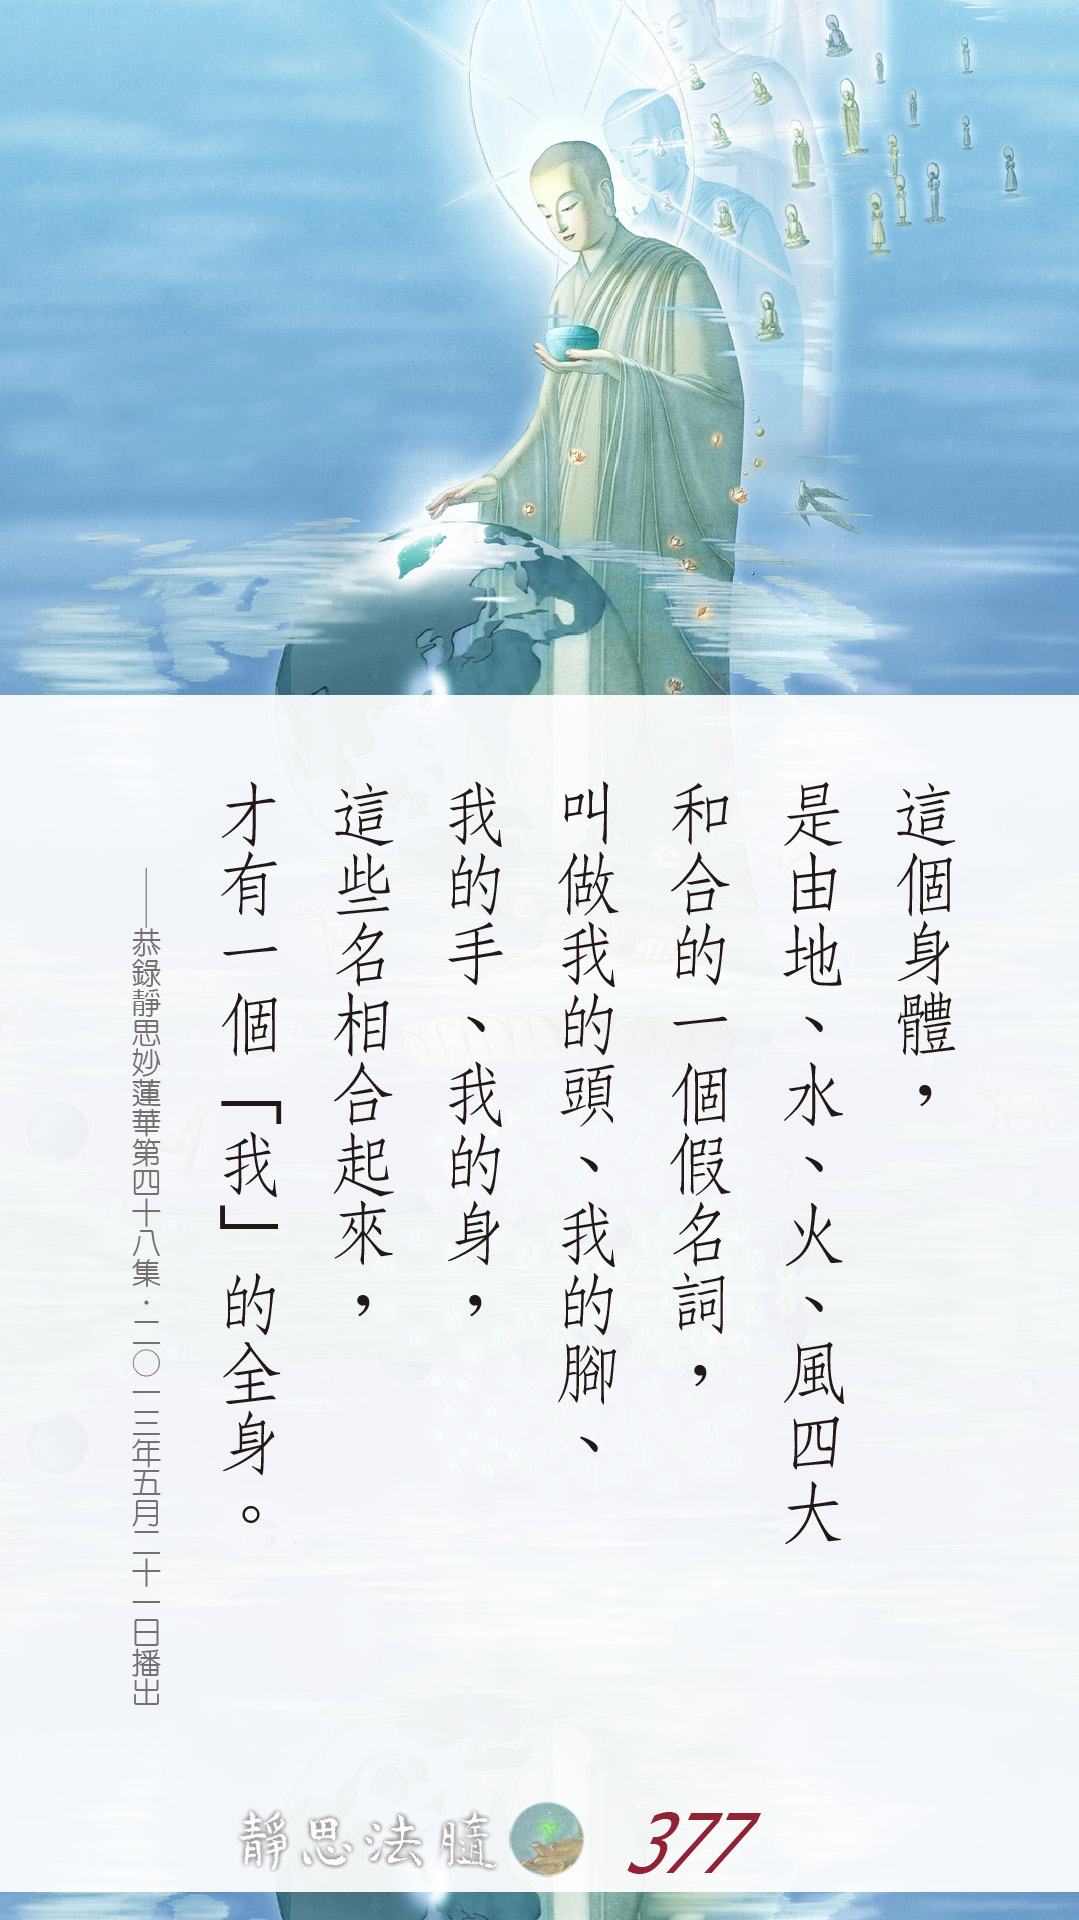 這個身體，
是由地、水、火、風四大
和合的一個假名詞，
叫做我的頭、我的腳、
我的手、我的身，
這些名相合起來，
才有一個「我」的全身。
——恭錄靜思妙蓮華第四十八集．二〇一三年五月二十一日播出
靜思法髓
377